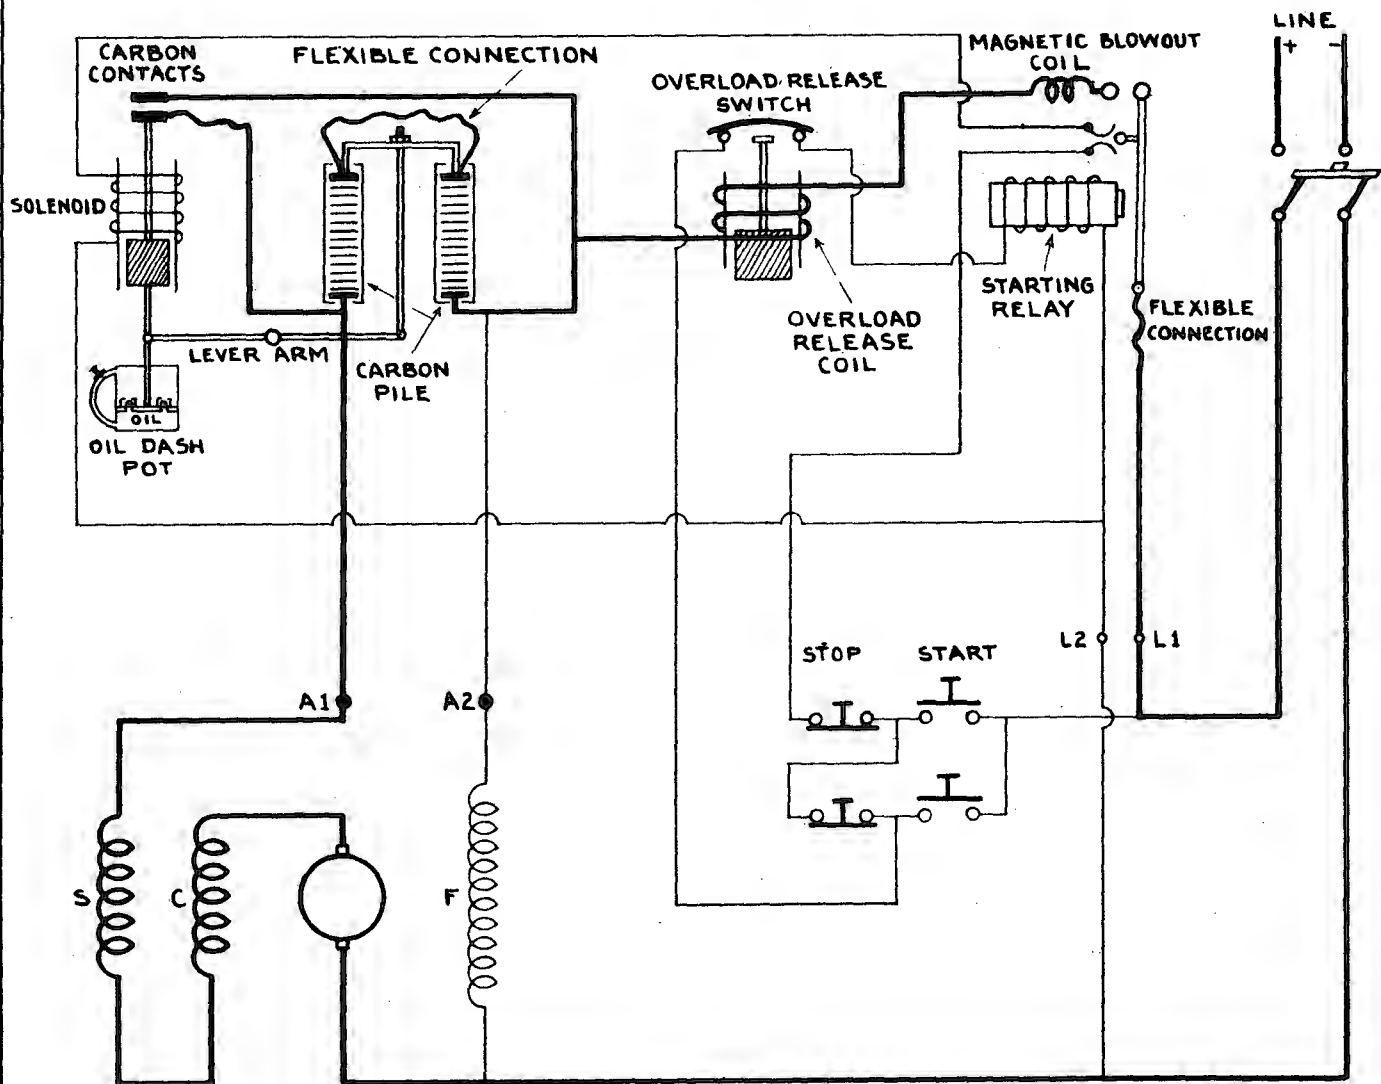 LINE
+ -
CARBON
CONTACTS
FLEXIBLE CONNECTION
OVERLOAD RELEASE
SWITCH
MAGNETIC BLOWOUT
COIL
SOLENOID
STARTING
RELAY
FLEXIBLE
CONNECTION
OVERLOAD
RELEASE
COIL
LEVER ARM
CARBON
PILE
OIL
OIL DASH
POT
L2
L1
STOP
START
A1
A2
S
C
F